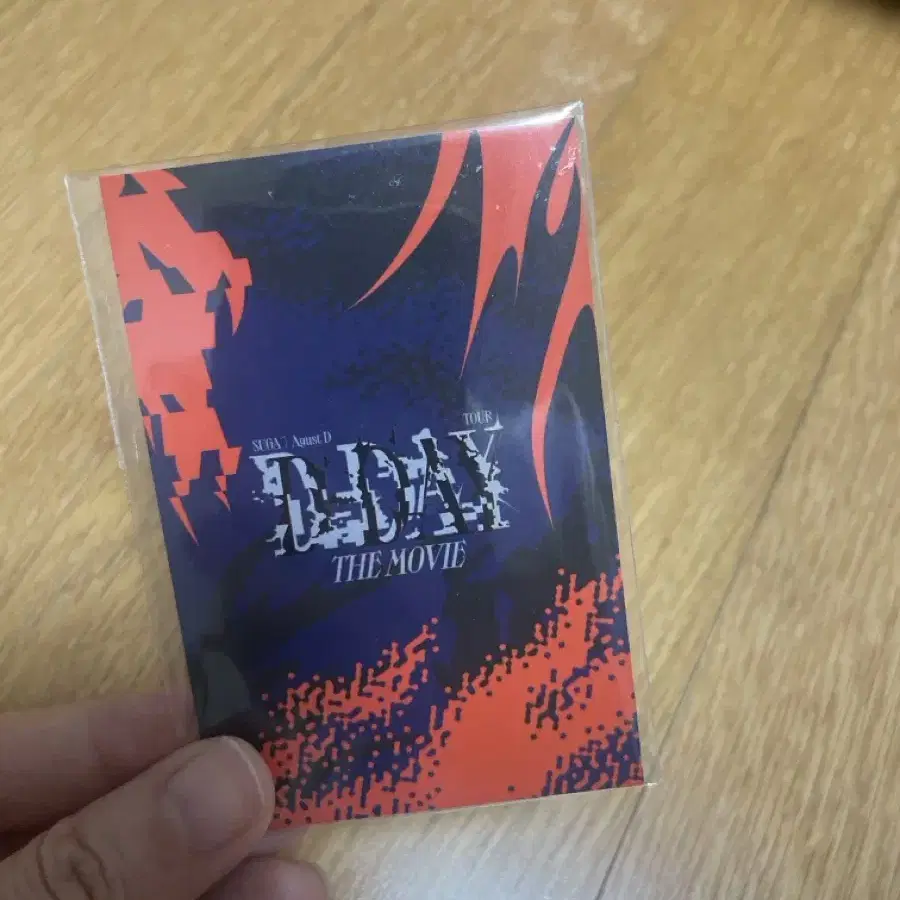 SUGA | Agust D
TOUR
D-DAY
THE MOVIE